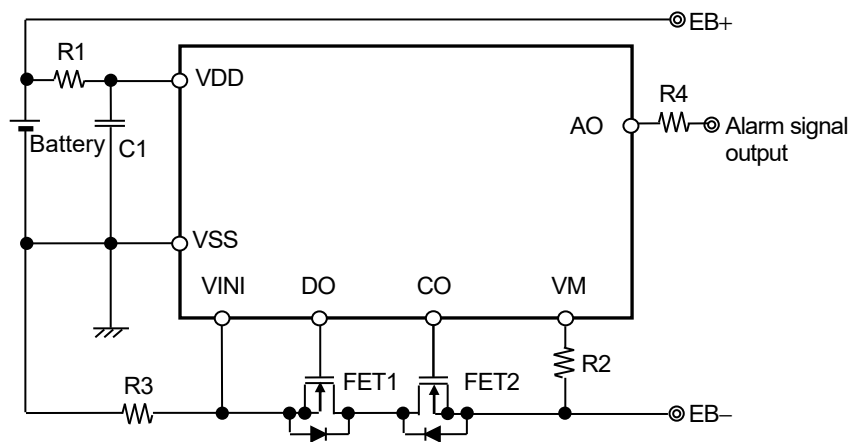 EB+
R1
VDD
R4
AO
Alarm signal
output
Battery
C1
VSS
VINI
DO
CO
VM
R3
FET1
FET2
R2
EB−